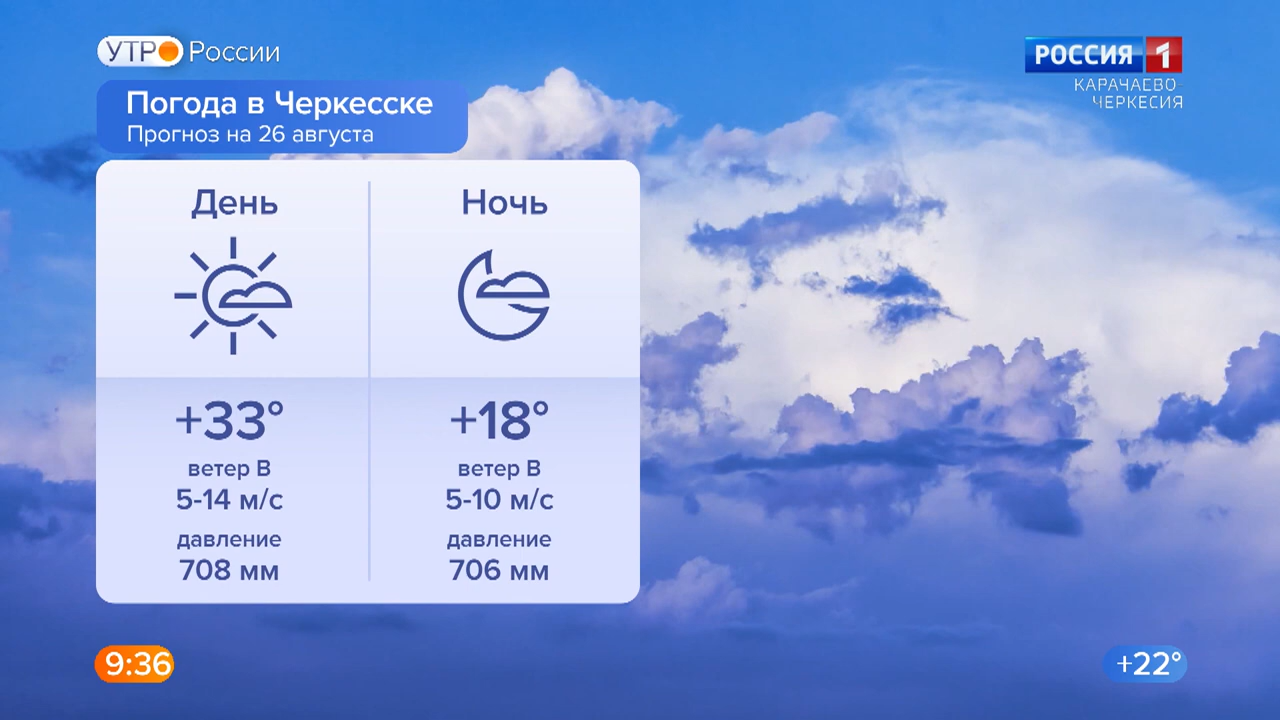 УТРО России
РОССИЯ 1
КАРАЧАЕВО-
ЧЕРКЕСИЯ
Погода в Черкесске
Прогноз на 26 августа
День
Ночь
+33°
+18°
ветер В
ветер В
5-14 м/с
5-10 м/с
давление
давление
708 мм
706 мм
9:36
+22°